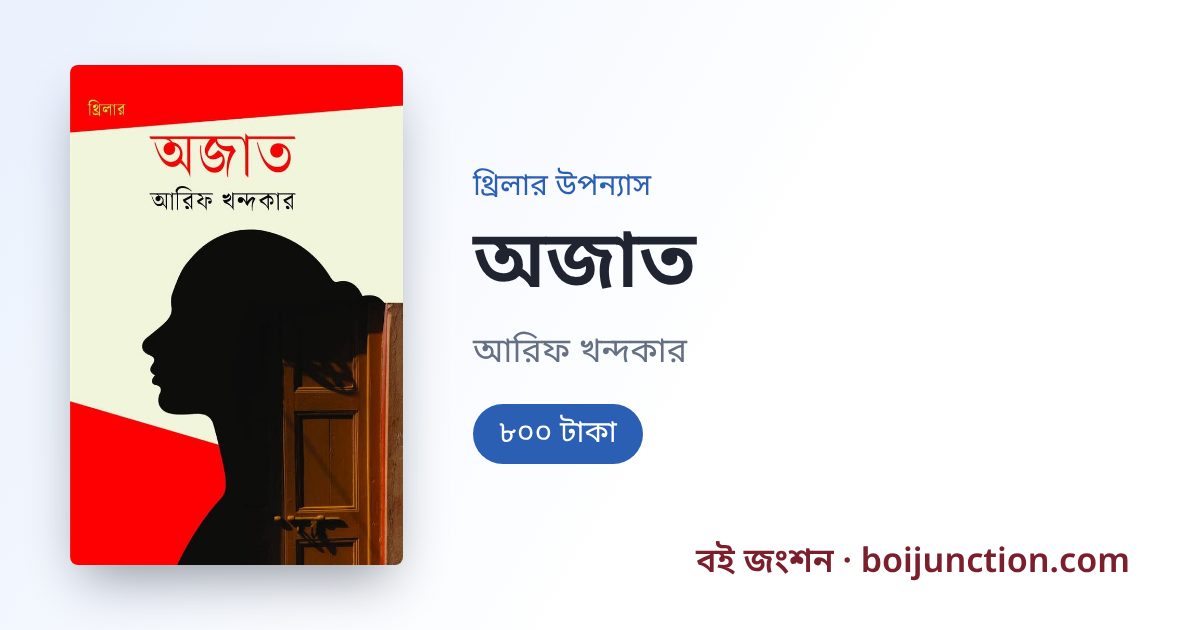 থ্রিলার
অজাত
আরিফ খন্দকার
থ্রিলার উপন্যাস
অজাত
আরিফ খন্দকার
৮০০ টাকা
বই জংশন · boijunction.com